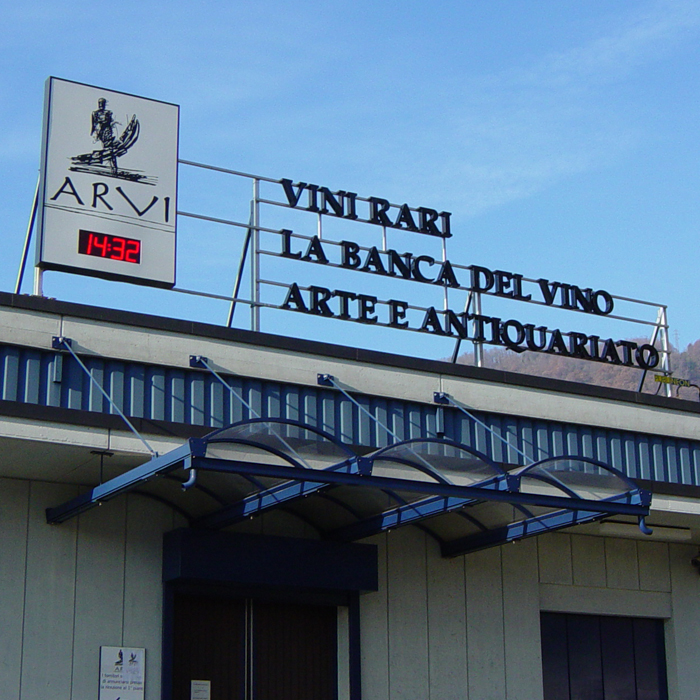 ARVI
14:32
VINI RARI
LA BANCA DEL VINO
ARTE E ANTIQUARIATO